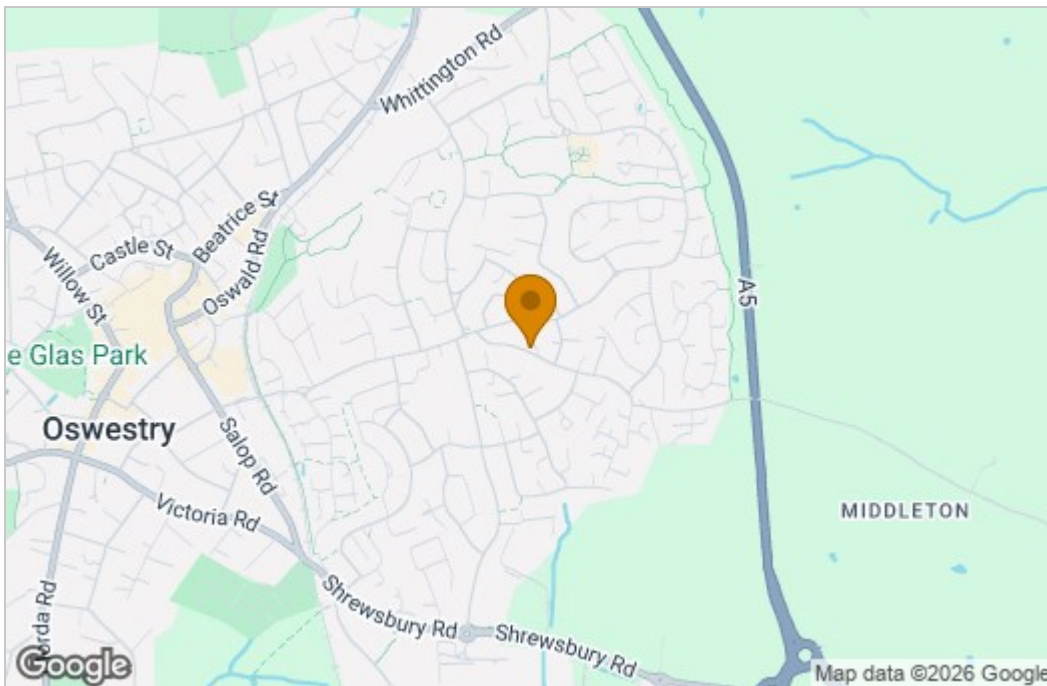 Whittington Rd
Beatrice St
Castle St
Oswald Rd
Willow St
A5
e Glas Park
Oswestry
Salop Rd
Victoria Rd
MIDDLETON
Shrewsbury Rd
Shrewsbury Rd
Morda Rd
Google
Map data ©2026 Google